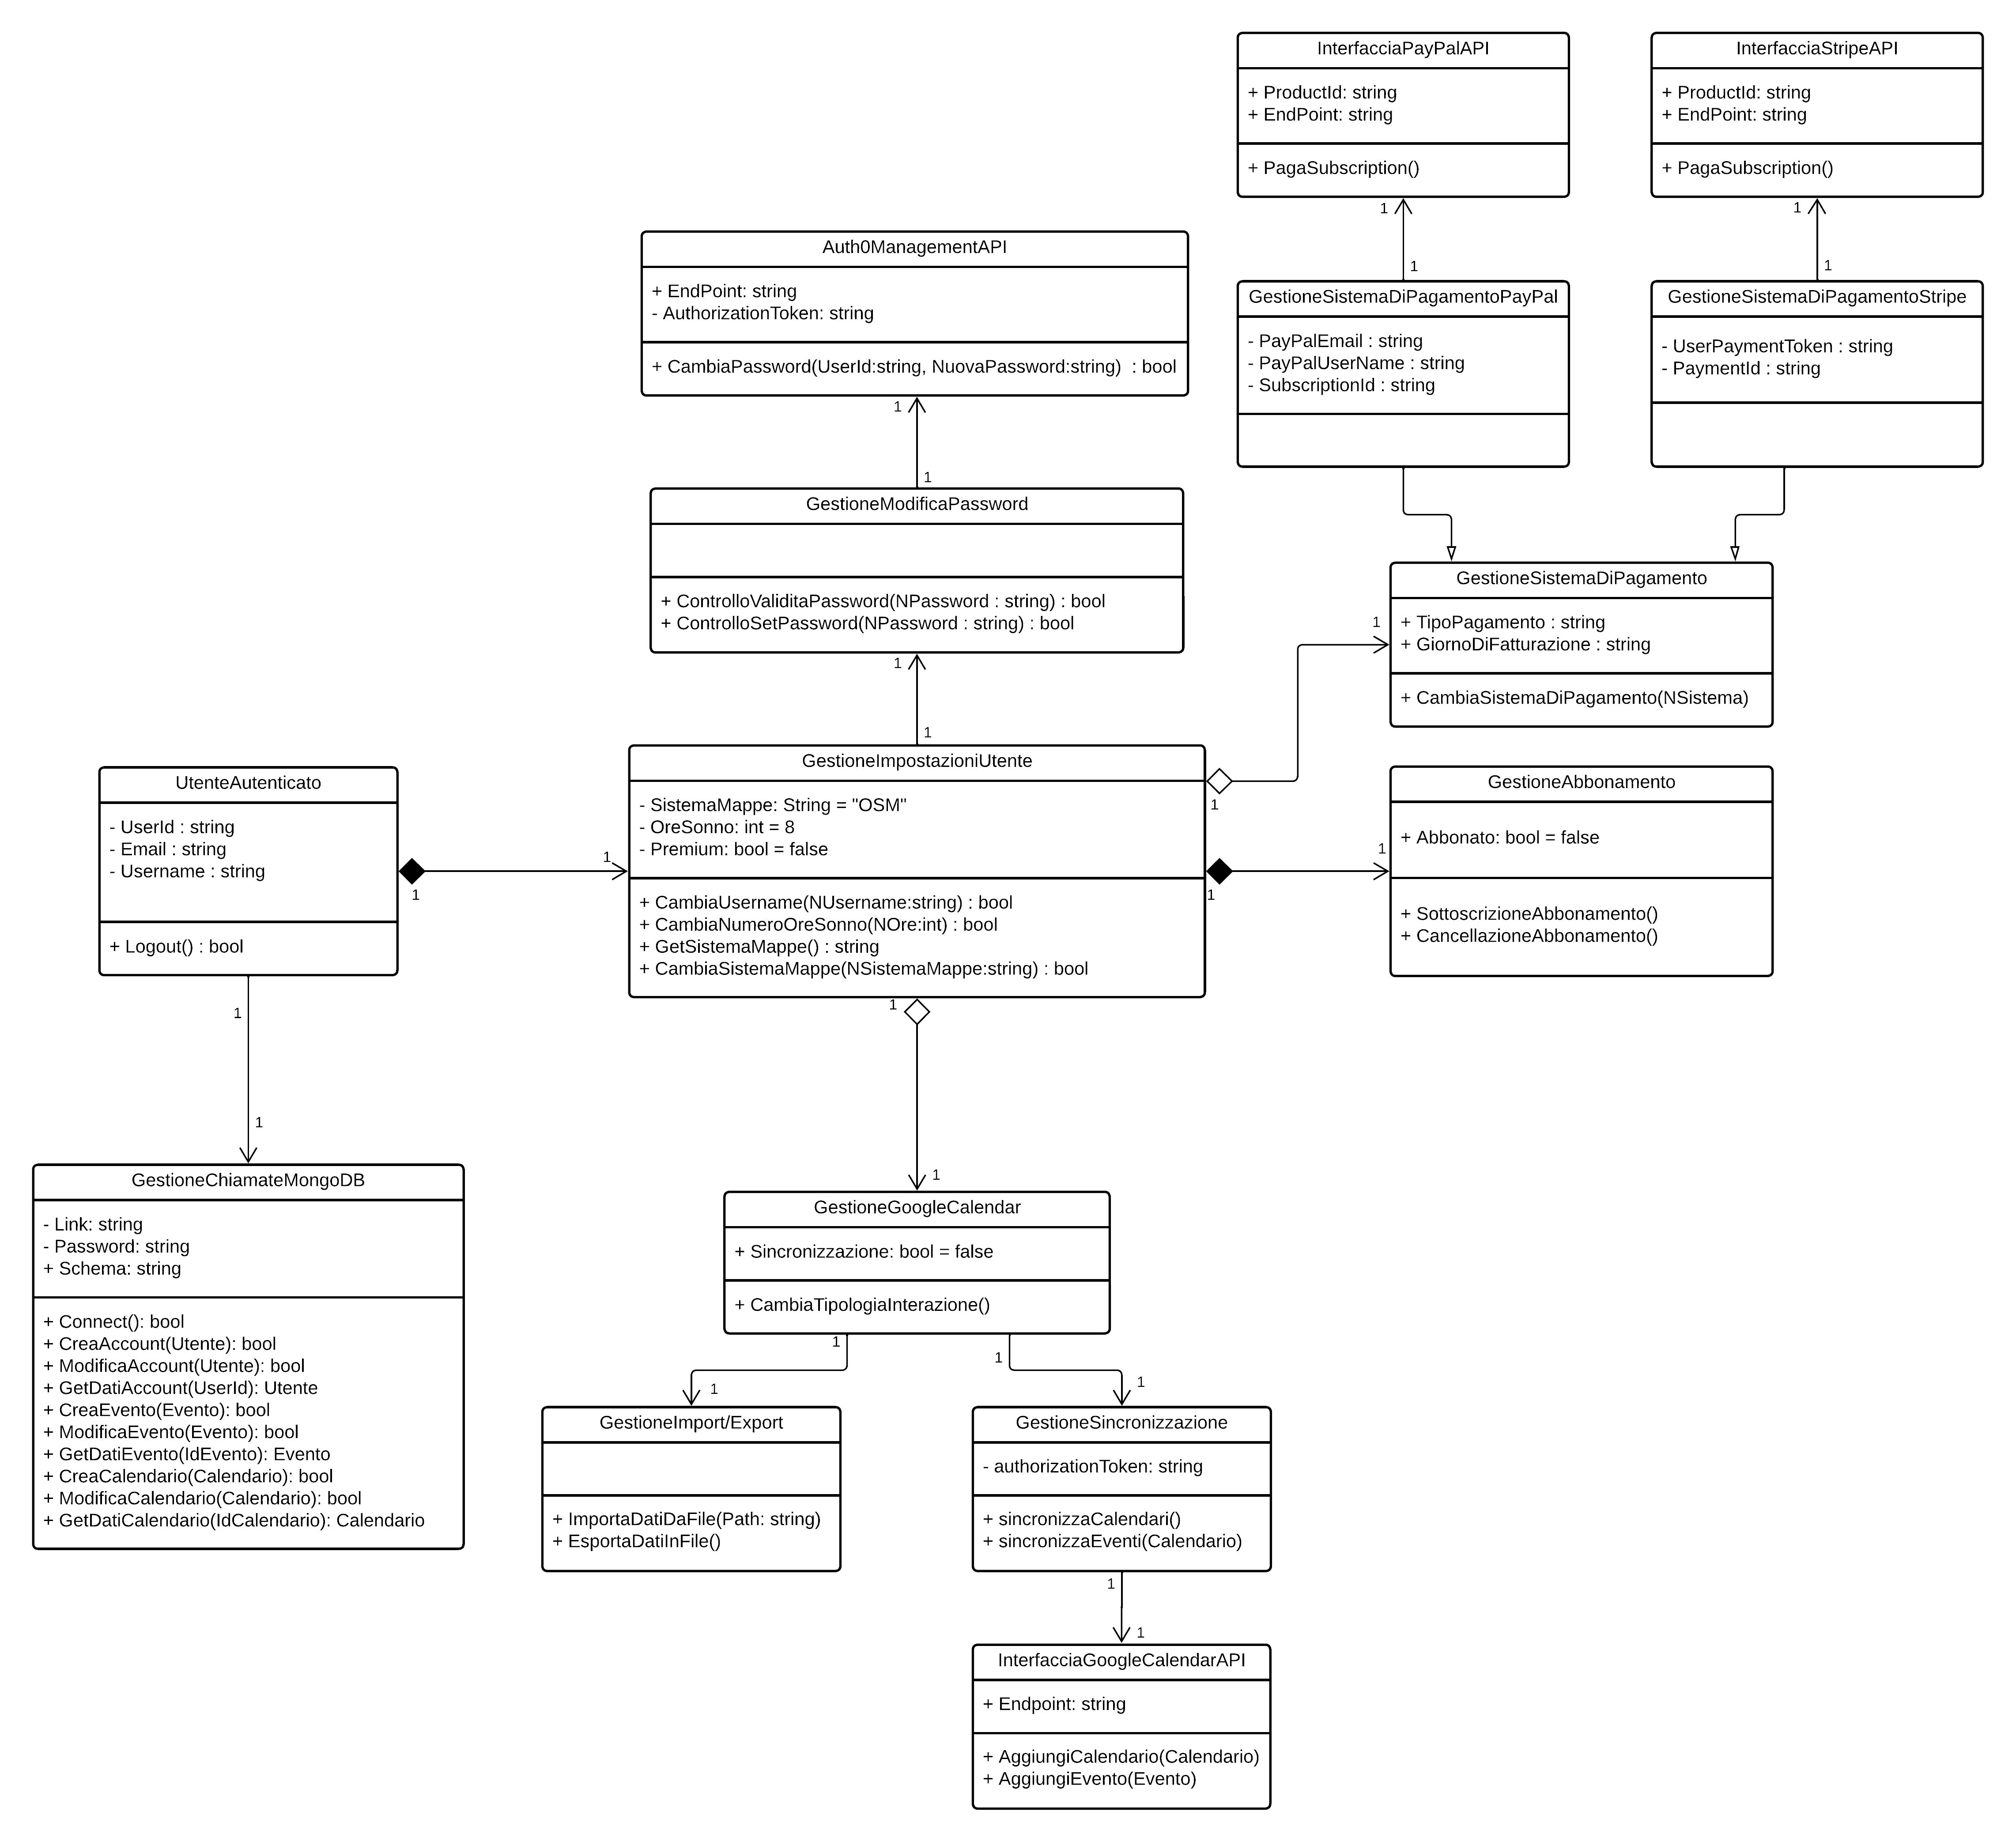 InterfacciaPayPalAPI
+ ProductId: string
+ EndPoint: string
+ PagaSubscription()
1
1
InterfacciaStripeAPI
+ ProductId: string
+ EndPoint: string
+ PagaSubscription()
1
1
Auth0ManagementAPI
+ EndPoint: string
- AuthorizationToken: string
+ CambiaPassword(UserId:string, NuovaPassword:string)  : bool
1
1
GestioneSistemaDiPagamentoPayPal
- PayPalEmail : string
- PayPalUserName : string
- SubscriptionId : string
GestioneSistemaDiPagamentoStripe
- UserPaymentToken : string
- PaymentId : string
GestioneModificaPassword
+ ControlloValiditaPassword(NPassword : string) : bool
+ ControlloSetPassword(NPassword : string) : bool
1
1
GestioneSistemaDiPagamento
+ TipoPagamento : string
+ GiornoDiFatturazione : string
+ CambiaSistemaDiPagamento(NSistema)
1
1
UtenteAutenticato
- UserId : string
- Email : string
- Username : string
+ Logout() : bool
1
1
GestioneImpostazioniUtente
- SistemaMappe: String = "OSM"
- OreSonno: int = 8
- Premium: bool = false
+ CambiaUsername(NUsername:string) : bool
+ CambiaNumeroOreSonno(NOre:int) : bool
+ GetSistemaMappe() : string
+ CambiaSistemaMappe(NSistemaMappe:string) : bool
1
1
GestioneAbbonamento
+ Abbonato: bool = false
+ SottoscrizioneAbbonamento()
+ CancellazioneAbbonamento()
1
1
1
1
GestioneChiamateMongoDB
- Link: string
- Password: string
+ Schema: string
+ Connect(): bool
+ CreaAccount(Utente): bool
+ ModificaAccount(Utente): bool
+ GetDatiAccount(UserId): Utente
+ CreaEvento(Evento): bool
+ ModificaEvento(Evento): bool
+ GetDatiEvento(IdEvento): Evento
+ CreaCalendario(Calendario): bool
+ ModificaCalendario(Calendario): bool
+ GetDatiCalendario(IdCalendario): Calendario
GestioneGoogleCalendar
+ Sincronizzazione: bool = false
+ CambiaTipologiaInterazione()
1
1
1
1
GestioneImport/Export
+ ImportaDatiDaFile(Path: string)
+ EsportaDatiInFile()
GestioneSincronizzazione
- authorizationToken: string
+ sincronizzaCalendari()
+ sincronizzaEventi(Calendario)
1
1
InterfacciaGoogleCalendarAPI
+ Endpoint: string
+ AggiungiCalendario(Calendario)
+ AggiungiEvento(Evento)